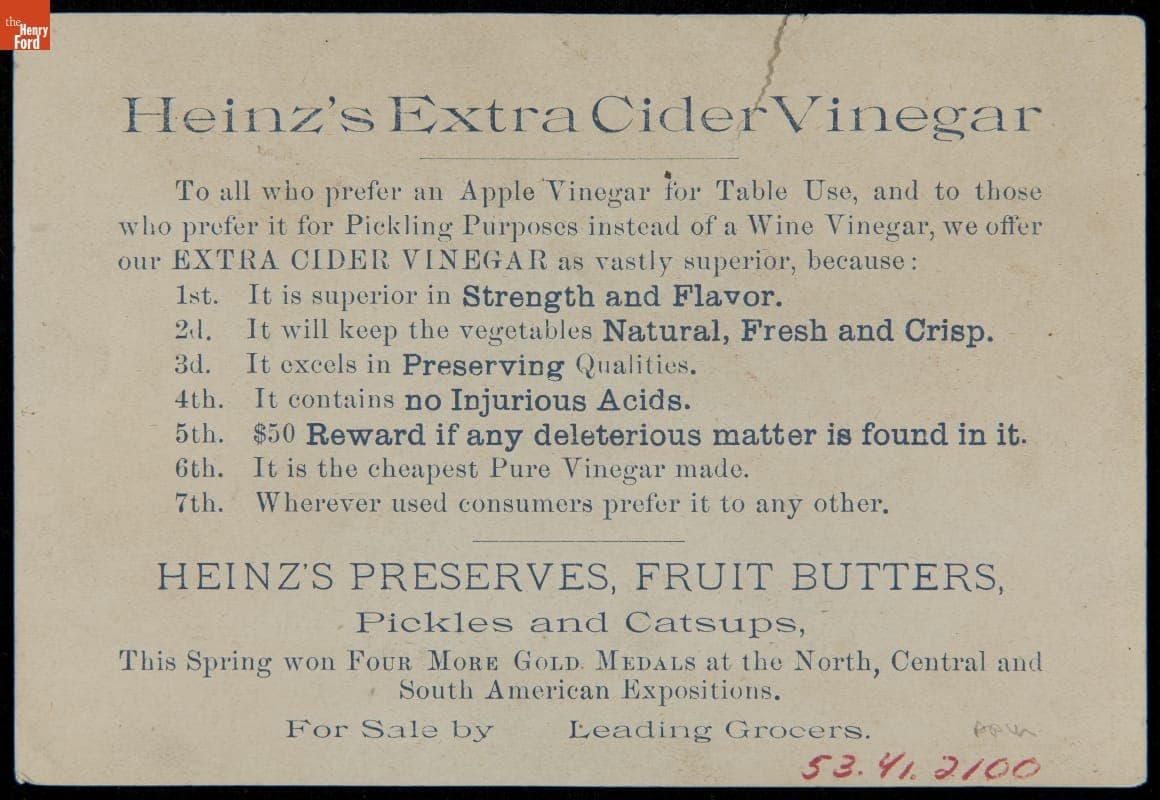 the
Henry
Ford
Heinz's Extra Cider Vinegar
To all who prefer an Apple Vinegar for Table Use, and to those
who prefer it for Pickling Purposes instead of a Wine Vinegar, we offer
our EXTRA CIDER VINEGAR as vastly superior, because:
1st. It is superior in Strength and Flavor.
2d. It will keep the vegetables Natural, Fresh and Crisp.
3d. It excels in Preserving Qualities.
4th. It contains no Injurious Acids.
5th. $50 Reward if any deleterious matter is found in it.
6th. It is the cheapest Pure Vinegar made.
7th. Wherever used consumers prefer it to any other.
HEINZ'S PRESERVES, FRUIT BUTTERS,
Pickles and Catsups,
This Spring won FOUR MORE GOLD MEDALS at the North, Central and
South American Expositions.
For Sale by Leading Grocers.
53.41.2100